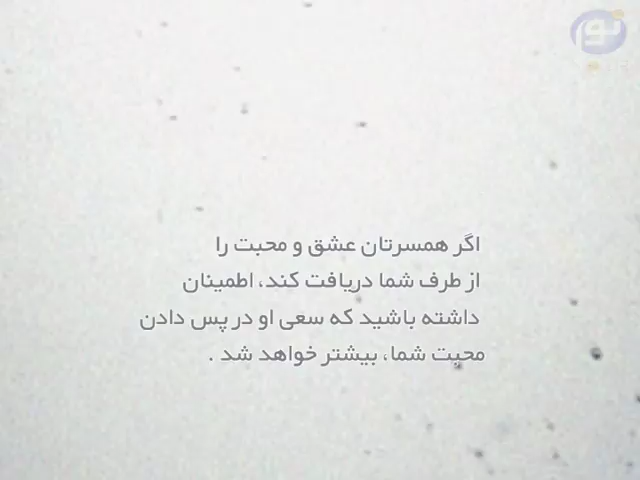 نور
اگر همسرتان عشق و محبت را
از طرف شما دریافت کند، اطمینان
داشته باشید که سعی او در پس دادن
محبت شما، بیشتر خواهد شد .